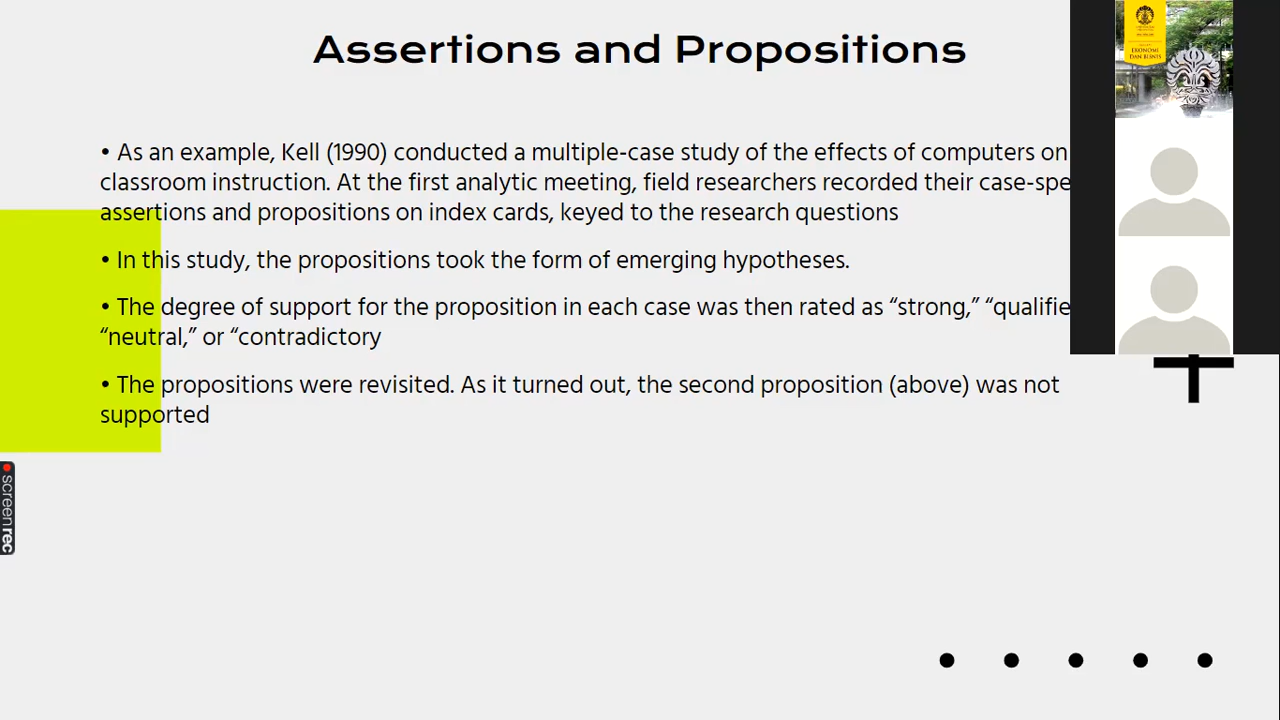 Assertions and Propositions
• As an example, Kell (1990) conducted a multiple-case study of the effects of computers on
classroom instruction. At the first analytic meeting, field researchers recorded their case-spe
assertions and propositions on index cards, keyed to the research questions
• In this study, the propositions took the form of emerging hypotheses.
• The degree of support for the proposition in each case was then rated as “strong,” “qualifie
“neutral,” or “contradictory
• The propositions were revisited. As it turned out, the second proposition (above) was not
supported
EKONOMI
DAN BISNIS
screenrec